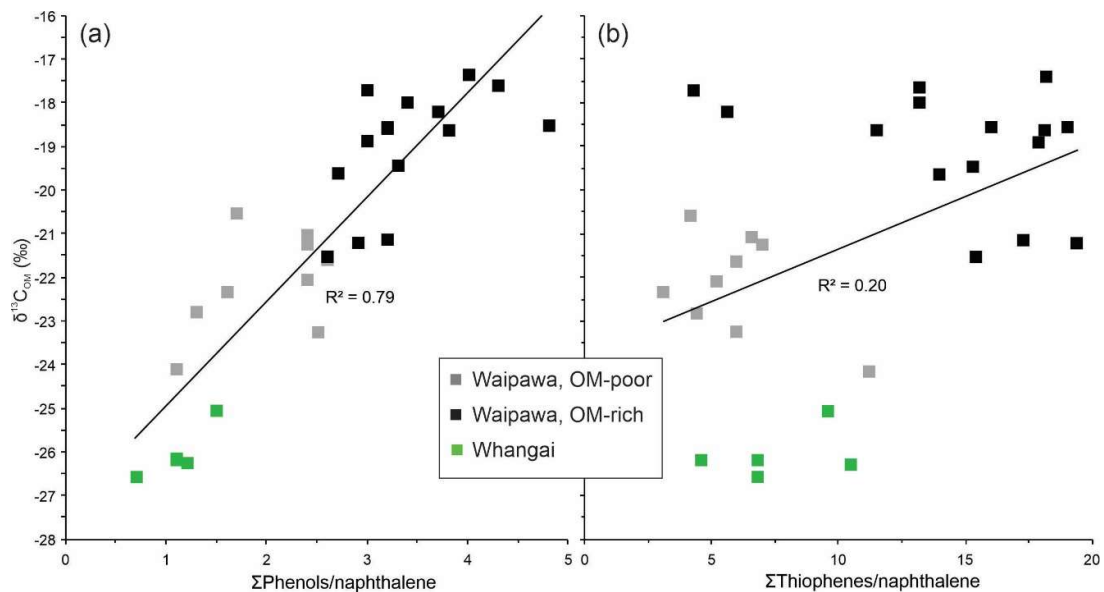 (a)
(b)
-16
-17
-18
-19
-20
-21
-22
-23
-24
-25
-26
-27
-28
δ¹³C_OM (‰)
R² = 0.79
R² = 0.20
Waipawa, OM-poor
Waipawa, OM-rich
Whangai
0 1 2 3 4 5
0 5 10 15 20
ΣPhenols/naphthalene
ΣThiophenes/naphthalene